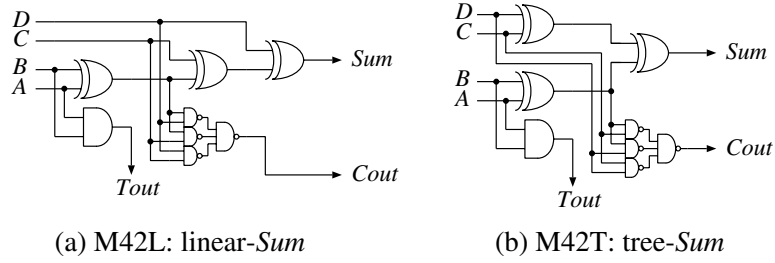 D
C
B
A
Sum
Cout
Tout
(a) M42L: linear-Sum
D
C
B
A
Sum
Cout
Tout
(b) M42T: tree-Sum